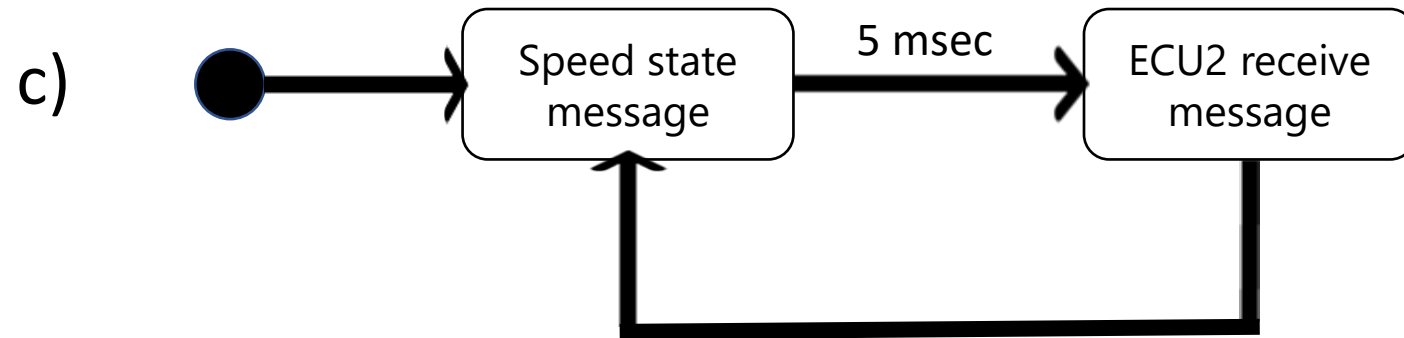 c)
Speed state
message
5 msec
ECU2 receive
message